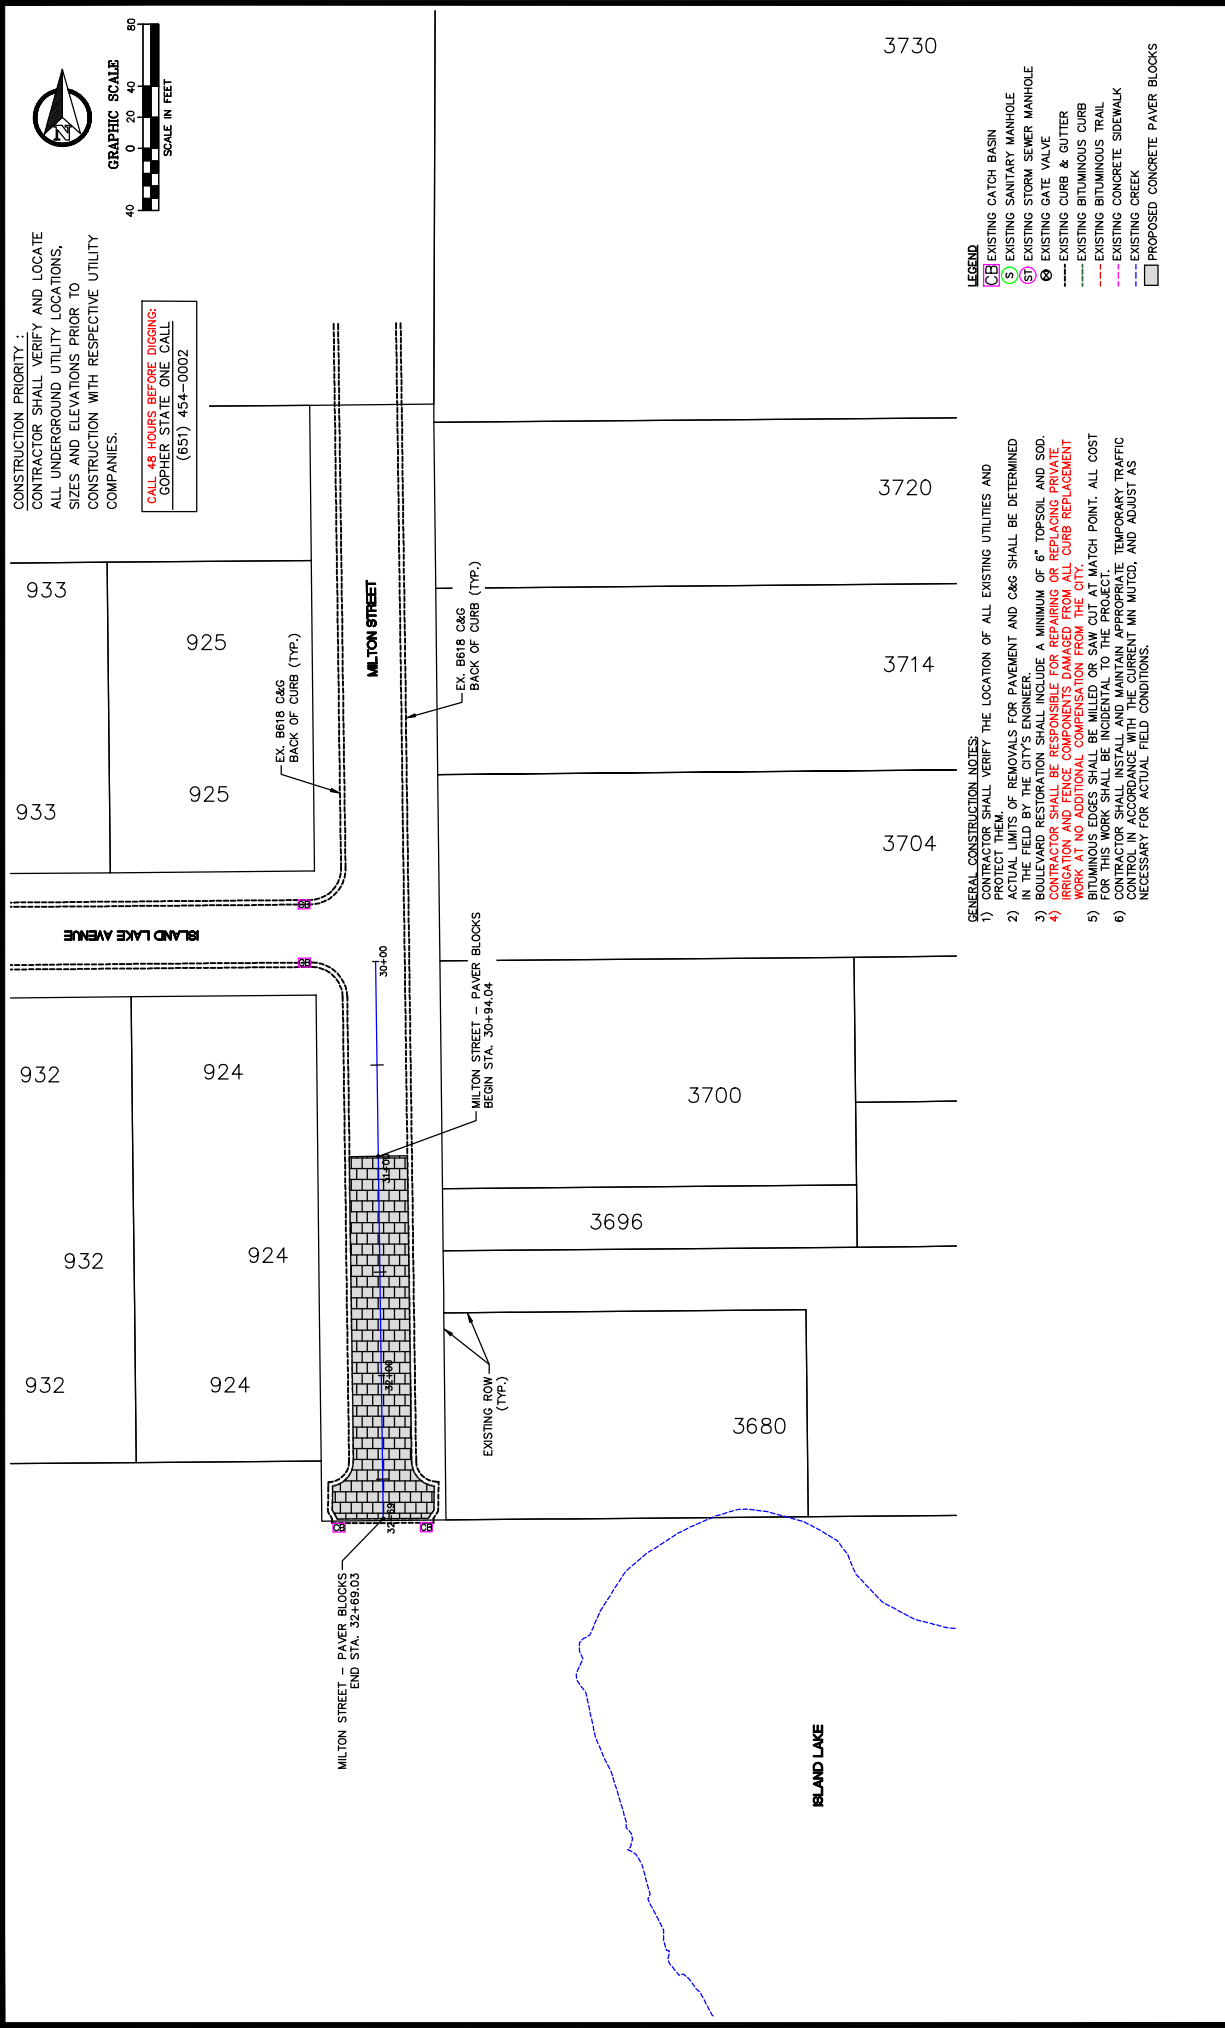 CONSTRUCTION PRIORITY :
CONTRACTOR SHALL VERIFY AND LOCATE
ALL UNDERGROUND UTILITY LOCATIONS,
SIZES AND ELEVATIONS PRIOR TO
CONSTRUCTION WITH RESPECTIVE UTILITY
COMPANIES.
CALL 48 HOURS BEFORE DIGGING:
GOPHER STATE ONE CALL
(651) 454-0002
N
GRAPHIC SCALE
40 0 20 40 80
SCALE IN FEET
933
925
933
925
ISLAND LAKE AVENUE
932
924
932
924
932
924
EX. B618 C&G
BACK OF CURB (TYP.)
MILTON STREET
EX. B618 C&G
BACK OF CURB (TYP.)
CB
CB
30+00
31+00
32+00
32+69
CB
CB
MILTON STREET - PAVER BLOCKS
BEGIN STA. 30+94.04
MILTON STREET - PAVER BLOCKS
END STA. 32+69.03
EXISTING ROW
(TYP.)
3730
3720
3714
3704
3700
3696
3680
ISLAND LAKE
GENERAL CONSTRUCTION NOTES:
1) CONTRACTOR SHALL VERIFY THE LOCATION OF ALL EXISTING UTILITIES AND
PROTECT THEM.
2) ACTUAL LIMITS OF REMOVALS FOR PAVEMENT AND C&G SHALL BE DETERMINED
IN THE FIELD BY THE CITY'S ENGINEER.
3) BOULEVARD RESTORATION SHALL INCLUDE A MINIMUM OF 6" TOPSOIL AND SOD.
4) CONTRACTOR SHALL BE RESPONSIBLE FOR REPAIRING OR REPLACING PRIVATE
IRRIGATION AND FENCE COMPONENTS DAMAGED FROM ALL CURB REPLACEMENT
WORK AT NO ADDITIONAL COMPENSATION FROM THE CITY.
5) BITUMINOUS EDGES SHALL BE MILLED OR SAW CUT AT MATCH POINT. ALL COST
FOR THIS WORK SHALL BE INCIDENTAL TO THE PROJECT.
6) CONTRACTOR SHALL INSTALL AND MAINTAIN APPROPRIATE TEMPORARY TRAFFIC
CONTROL IN ACCORDANCE WITH THE CURRENT MN MUTCD, AND ADJUST AS
NECESSARY FOR ACTUAL FIELD CONDITIONS.
LEGEND
CB EXISTING CATCH BASIN
S EXISTING SANITARY MANHOLE
ST EXISTING STORM SEWER MANHOLE
EXISTING GATE VALVE
EXISTING CURB & GUTTER
EXISTING BITUMINOUS CURB
EXISTING BITUMINOUS TRAIL
EXISTING CONCRETE SIDEWALK
EXISTING CREEK
PROPOSED CONCRETE PAVER BLOCKS